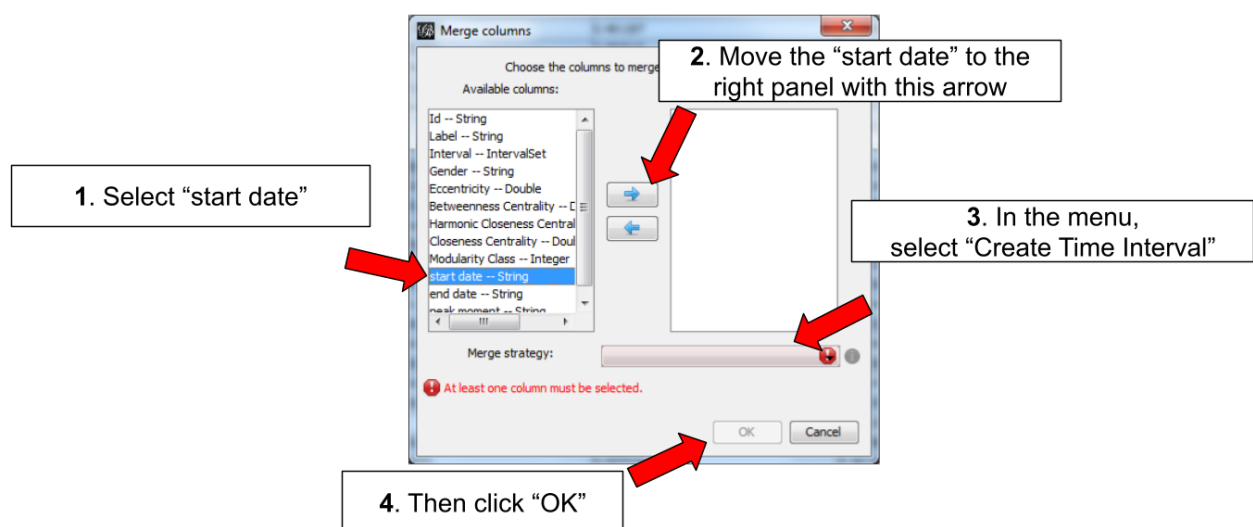 Merge columns
Choose the columns to merge
Available columns:
2. Move the “start date” to the
right panel with this arrow
Id -- String
Label -- String
Interval -- IntervalSet
Gender -- String
Eccentricity -- Double
Betweenness Centrality -- D
Harmonic Closeness Central
Closeness Centrality -- Doul
Modularity Class -- Integer
start date -- String
end date -- String
peak moment -- String
1. Select “start date”
3. In the menu,
select “Create Time Interval”
Merge strategy:
At least one column must be selected.
OK
Cancel
4. Then click “OK”